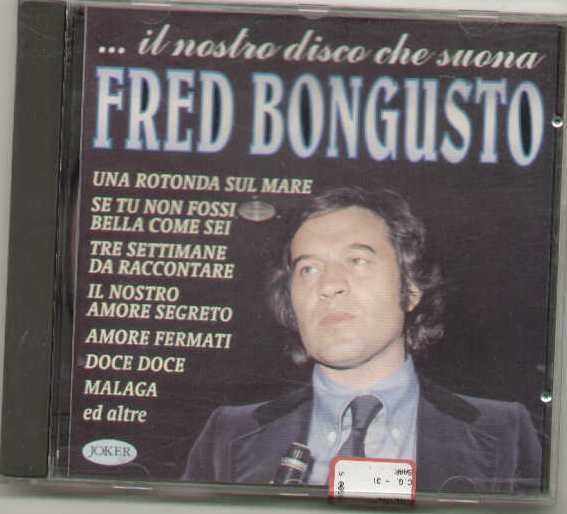 ... il nostro disco che suona
FRED BONGUSTO
UNA ROTONDA SUL MARE
SE TU NON FOSSI
BELLA COME SEI
TRE SETTIMANE
DA RACCONTARE
IL NOSTRO
AMORE SEGRETO
AMORE FERMATI
DOCE DOCE
MALAGA
ed altre
JOKER